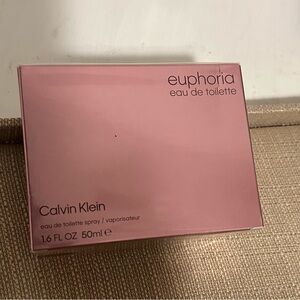 euphoria
eau de toilette
Calvin Klein
eau de toilette spray / vaporisateur
1.6 FL OZ 50ml ℮